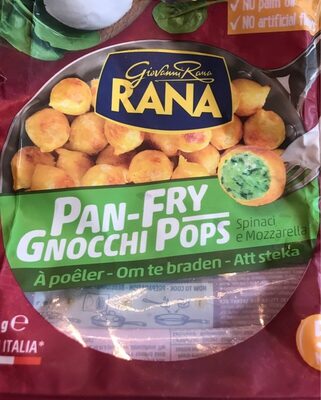 ✓ NO palm oil
✓ NO artificial
Giovanni Rana
RANA
PAN-FRY
GNOCCHI POPS
Spinaci
e Mozzarella
À poêler - Om te braden - Att steka
g ℮
ITALIA*